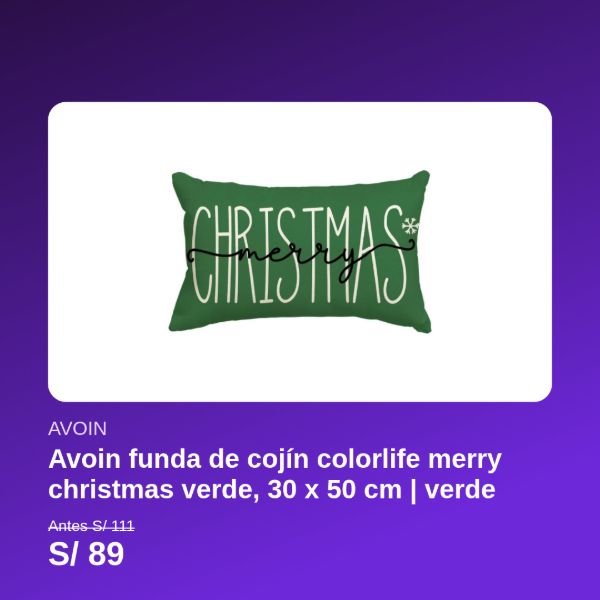 CHRISTMAS
merry
AVOIN
Avoin funda de cojín colorlife merry
christmas verde, 30 x 50 cm | verde
Antes S/ 111
S/ 89